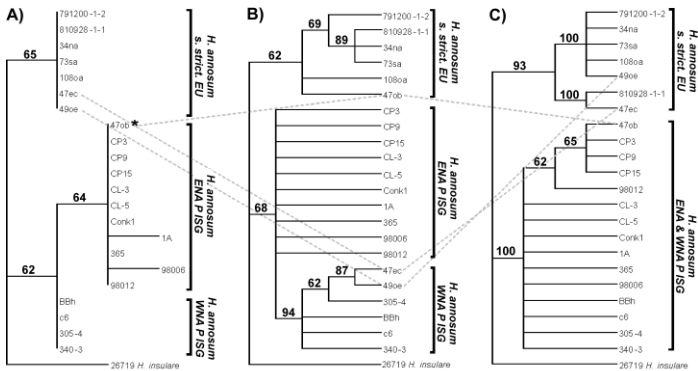 A)
791200-1-2
810928-1-1
34na
73sa
108oa
47ec
49oe
65
H. annosum
s. strict. EU
47ob *
CP3
CP9
CP15
CL-3
CL-5
Conk1
1A
365
98006
98012
64
H. annosum
ENA P ISG
62
BBh
c6
305-4
340-3
H. annosum
WNA P ISG
26719 H. insulare
B)
791200-1-2
810928-1-1
34na
73sa
108oa
47ob
69
89
62
H. annosum
s. strict. EU
CP3
CP9
CP15
CL-3
CL-5
Conk1
1A
365
98006
98012
68
H. annosum
ENA P ISG
47ec
49oe
305-4
BBh
c6
340-3
87
62
94
H. annosum
WNA P ISG
26719 H. insulare
C)
791200-1-2
34na
73sa
108oa
49oe
810928-1-1
47ec
100
93
100
H. annosum
s. strict. EU
47ob
CP3
CP9
CP15
98012
CL-3
CL-5
Conk1
1A
365
98006
BBh
c6
305-4
340-3
65
62
100
H. annosum
ENA & WNA P ISG
26719 H. insulare